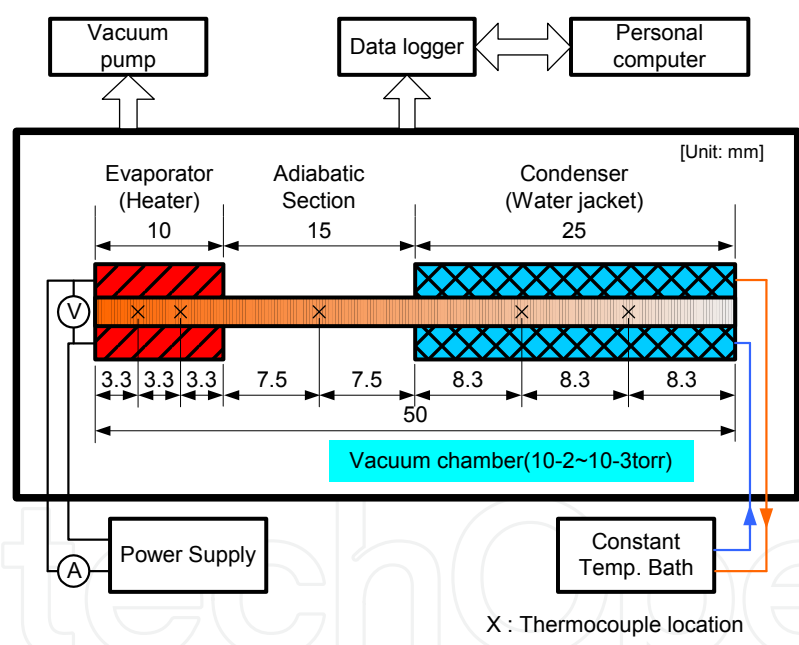 Vacuum
pump
Data logger
Personal
computer
[Unit: mm]
Evaporator
(Heater)
Adiabatic
Section
Condenser
(Water jacket)
10
15
25
V
X
X
X
X
X
3.3
3.3
3.3
7.5
7.5
8.3
8.3
8.3
50
Vacuum chamber(10-2~10-3torr)
A
Power Supply
Constant
Temp. Bath
X : Thermocouple location
techOpe